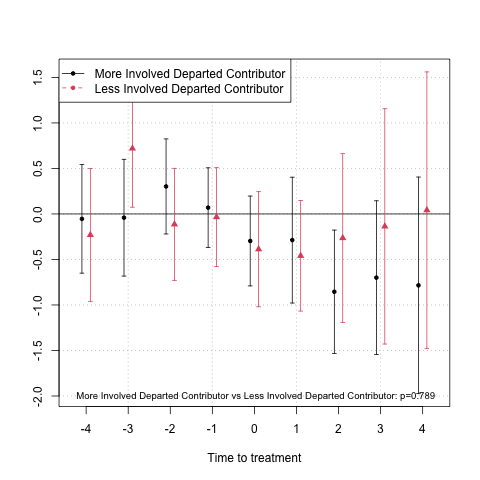 More Involved Departed Contributor
Less Involved Departed Contributor
1.5
1.0
0.5
0.0
-0.5
-1.0
-1.5
-2.0
More Involved Departed Contributor vs Less Involved Departed Contributor: p=0.789
-4 -3 -2 -1 0 1 2 3 4
Time to treatment